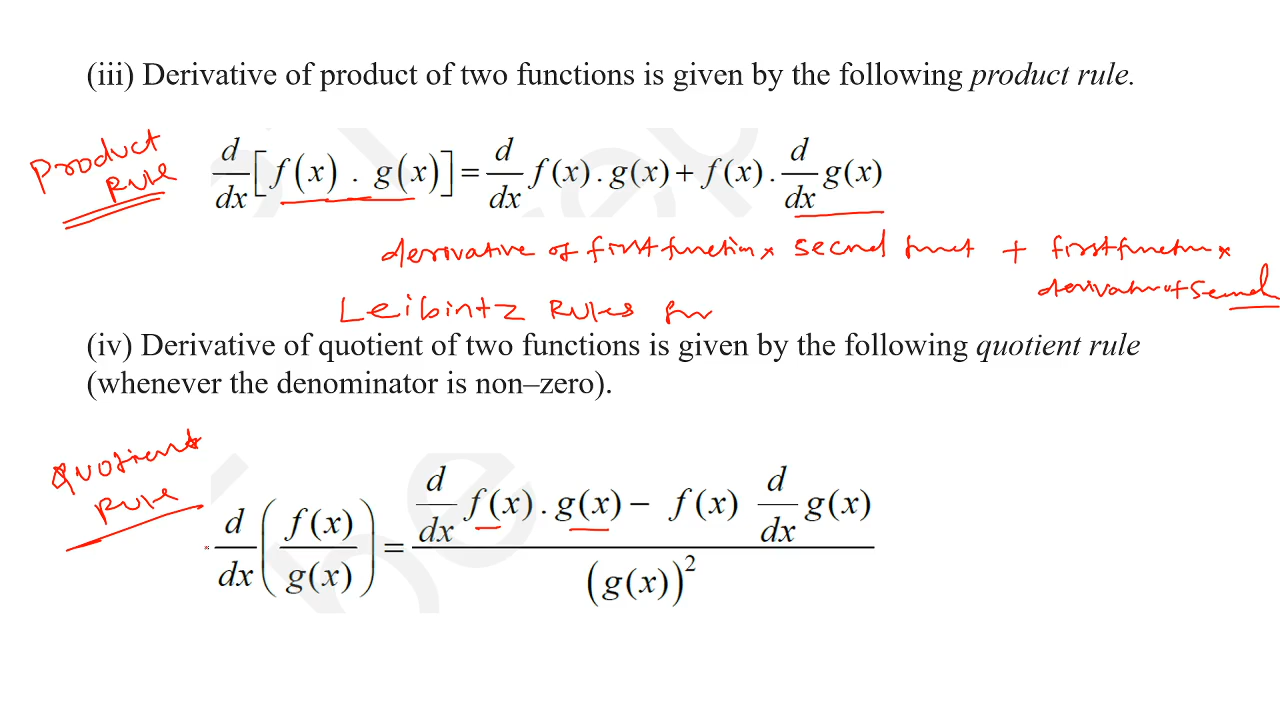 (iii) Derivative of product of two functions is given by the following product rule.
Product
Rule
d/dx [f(x) . g(x)] = d/dx f(x) . g(x) + f(x) . d/dx g(x)
derivative of first function × second funct + first function ×
derivative of second
Leibintz Rules for
(iv) Derivative of quotient of two functions is given by the following quotient rule
(whenever the denominator is non–zero).
Quotient
Rule
d/dx (f(x)/g(x)) = (d/dx f(x) . g(x) − f(x) d/dx g(x)) / (g(x))²